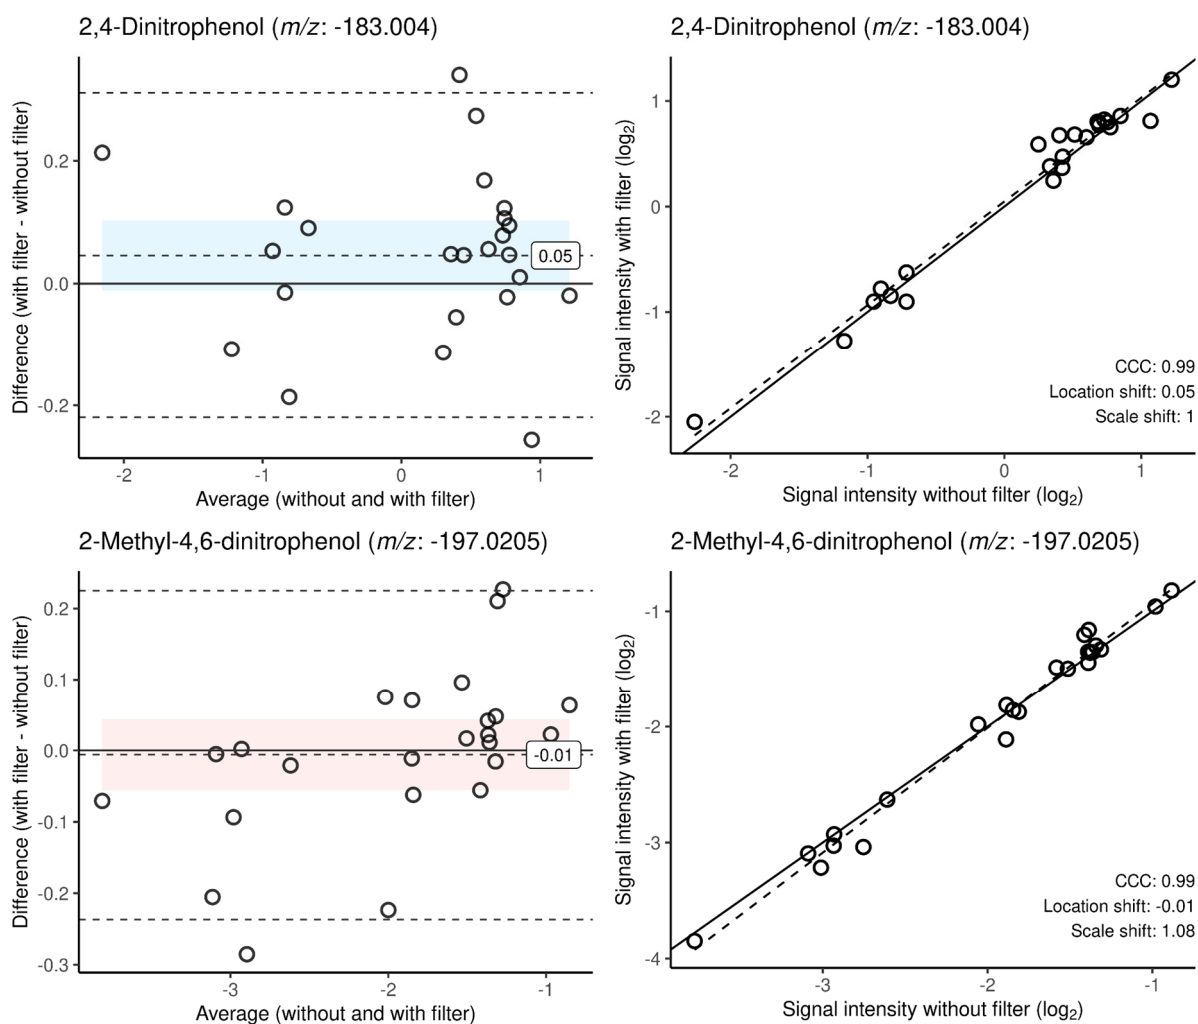 2,4-Dinitrophenol (m/z: -183.004)
Difference (with filter - without filter)
0.2
0.0
-0.2
0.05
-2
-1
0
1
Average (without and with filter)
2,4-Dinitrophenol (m/z: -183.004)
Signal intensity with filter (log2)
1
0
-1
-2
CCC: 0.99
Location shift: 0.05
Scale shift: 1
-2
-1
0
1
Signal intensity without filter (log2)
2-Methyl-4,6-dinitrophenol (m/z: -197.0205)
Difference (with filter - without filter)
0.2
0.1
0.0
-0.1
-0.2
-0.3
-0.01
-3
-2
-1
Average (without and with filter)
2-Methyl-4,6-dinitrophenol (m/z: -197.0205)
Signal intensity with filter (log2)
-1
-2
-3
-4
CCC: 0.99
Location shift: -0.01
Scale shift: 1.08
-3
-2
-1
Signal intensity without filter (log2)